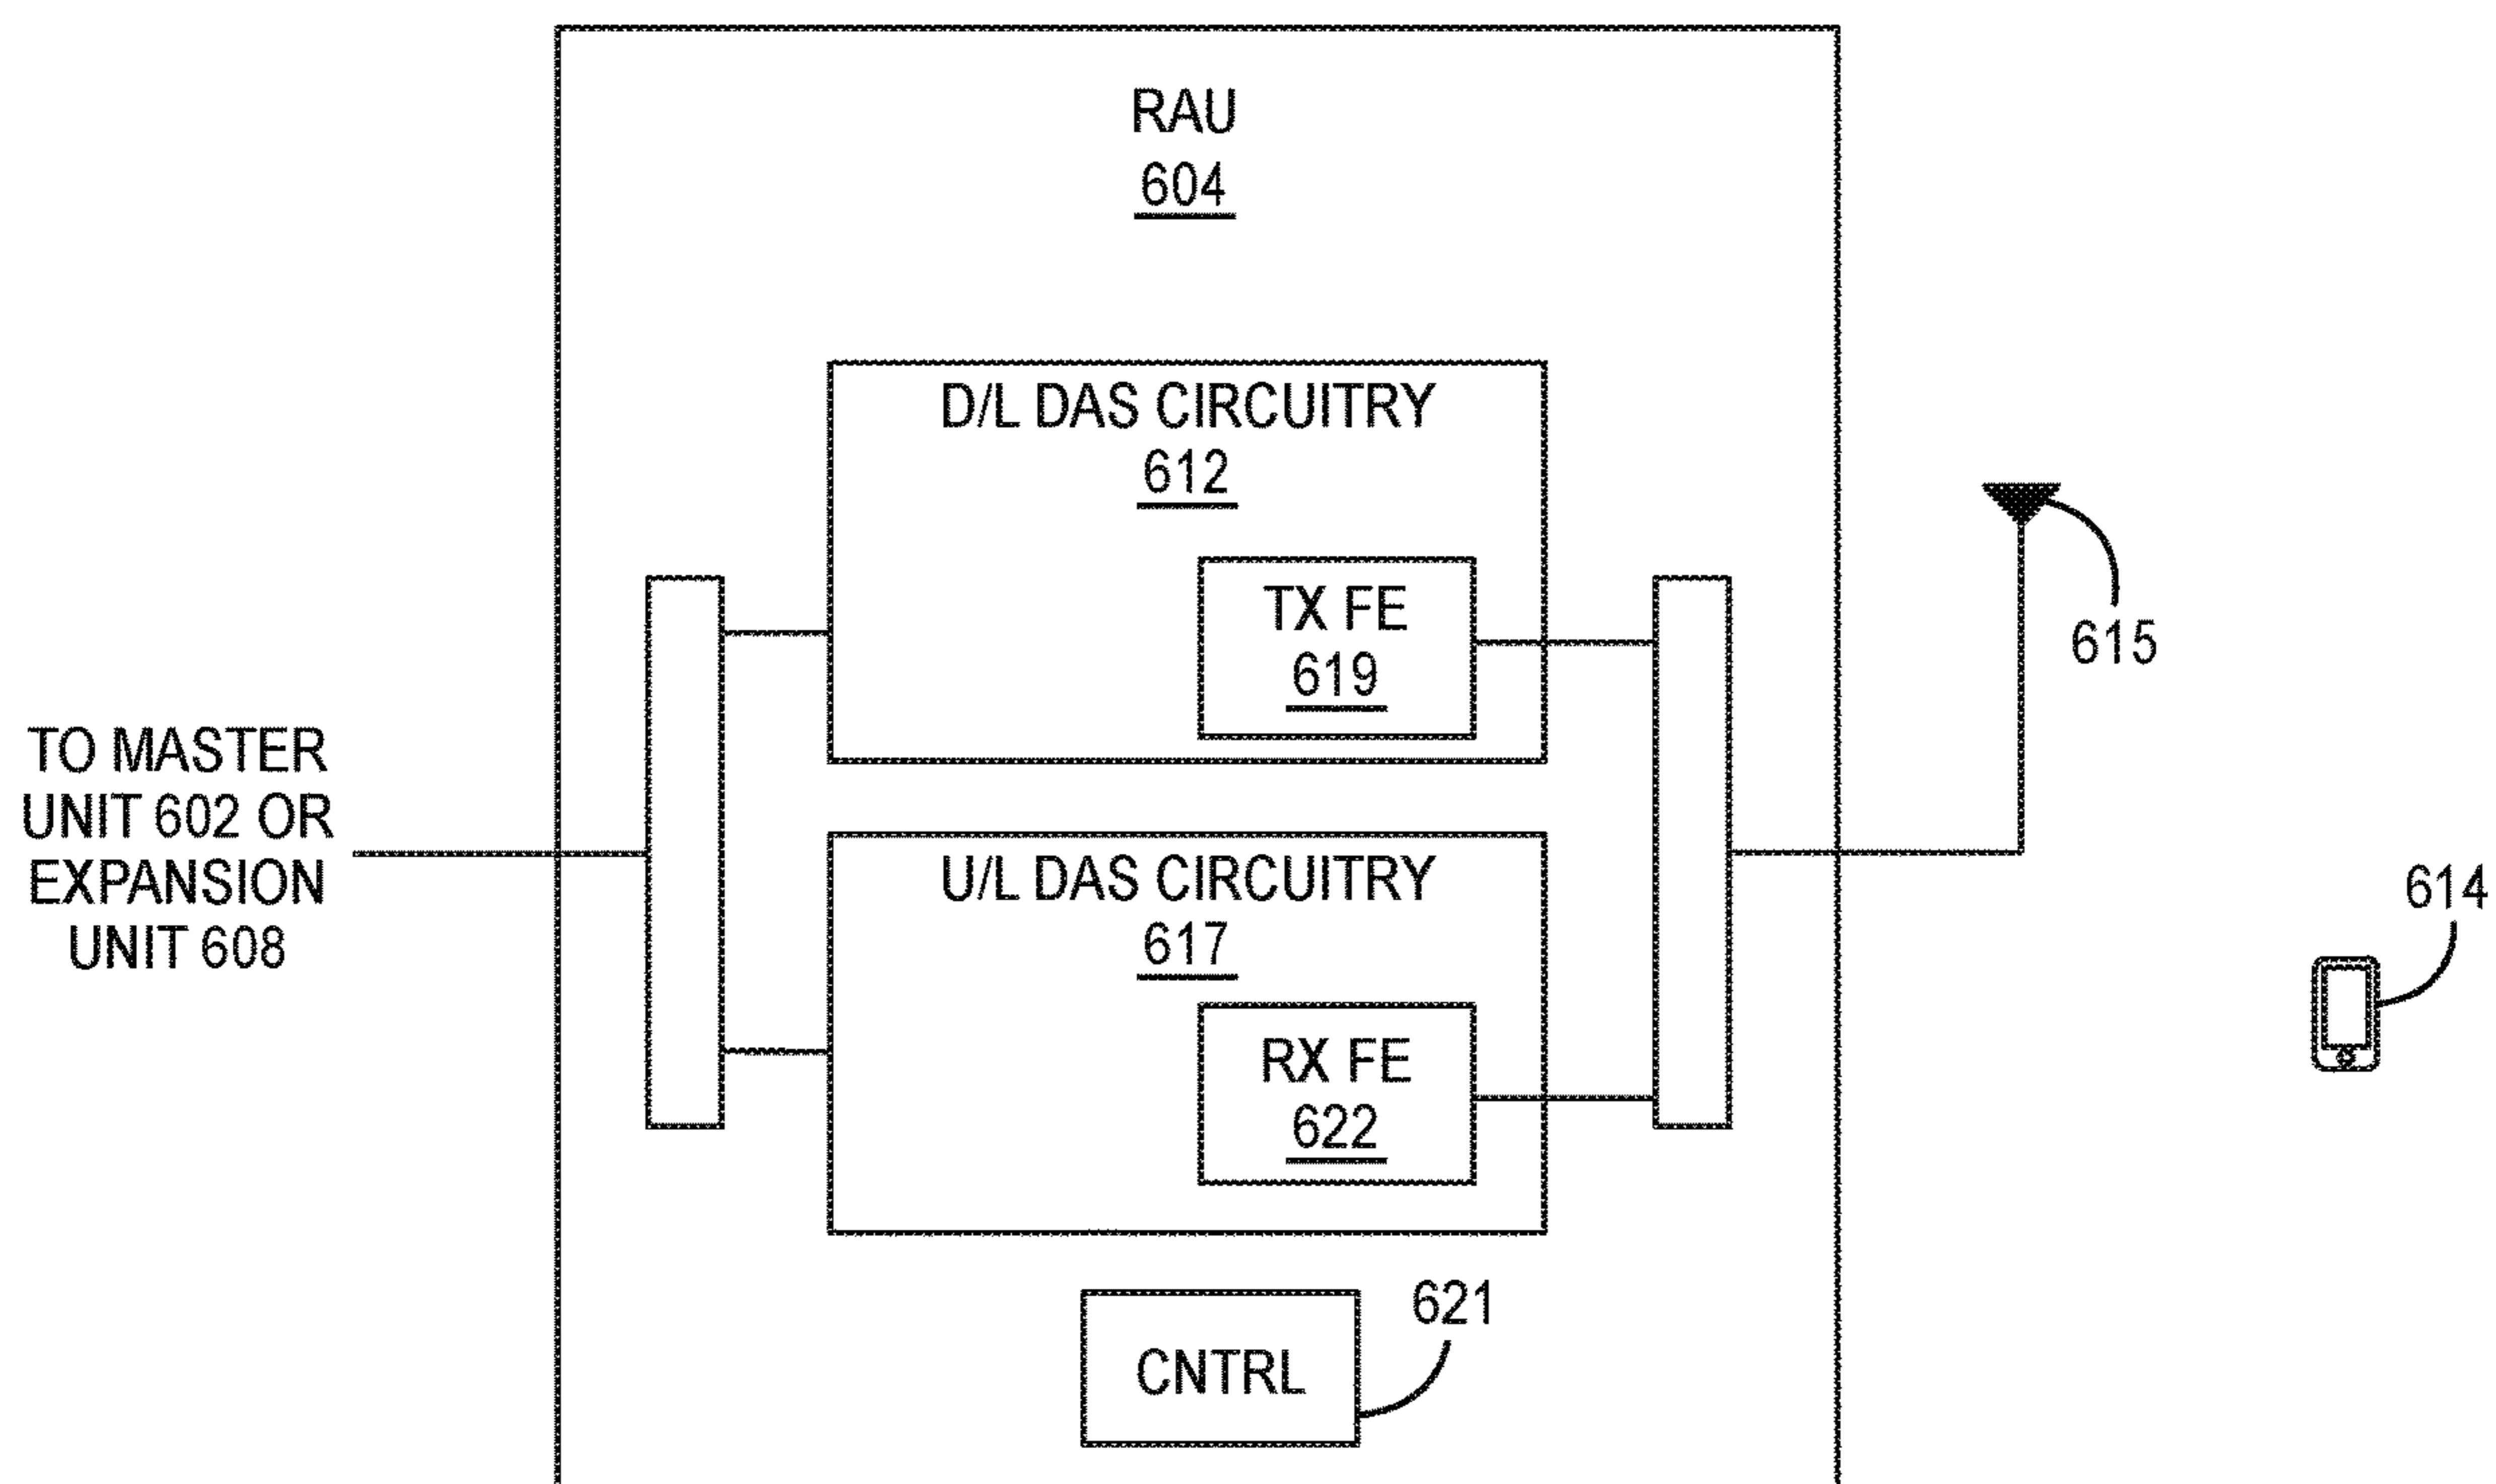 RAU
604
D/L DAS CIRCUITRY
612
TX FE
619
615
TO MASTER
UNIT 602 OR
EXPANSION
UNIT 608
U/L DAS CIRCUITRY
617
614
RX FE
622
621
CNTRL